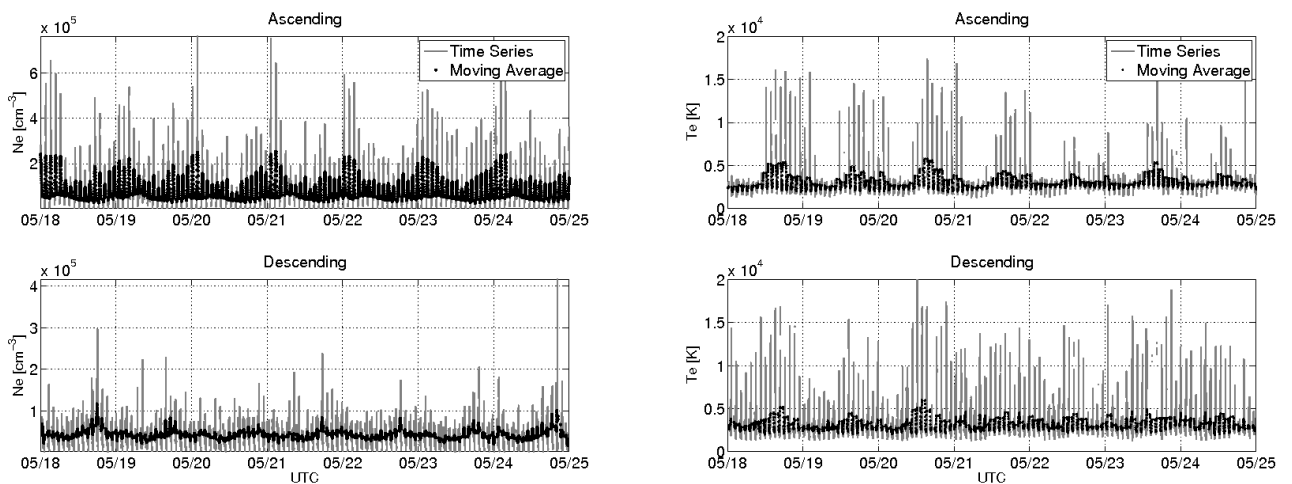 Ascending
x 10^5
Time Series
Moving Average
Ne [cm^-3]
6
4
2
05/18 05/19 05/20 05/21 05/22 05/23 05/24 05/25
Ascending
x 10^4
Time Series
Moving Average
Te [K]
2
1.5
1
0.5
0
05/18 05/19 05/20 05/21 05/22 05/23 05/24 05/25
Descending
x 10^5
Ne [cm^-3]
4
3
2
1
05/18 05/19 05/20 05/21 05/22 05/23 05/24 05/25
UTC
Descending
x 10^4
Te [K]
2
1.5
1
0.5
0
05/18 05/19 05/20 05/21 05/22 05/23 05/24 05/25
UTC